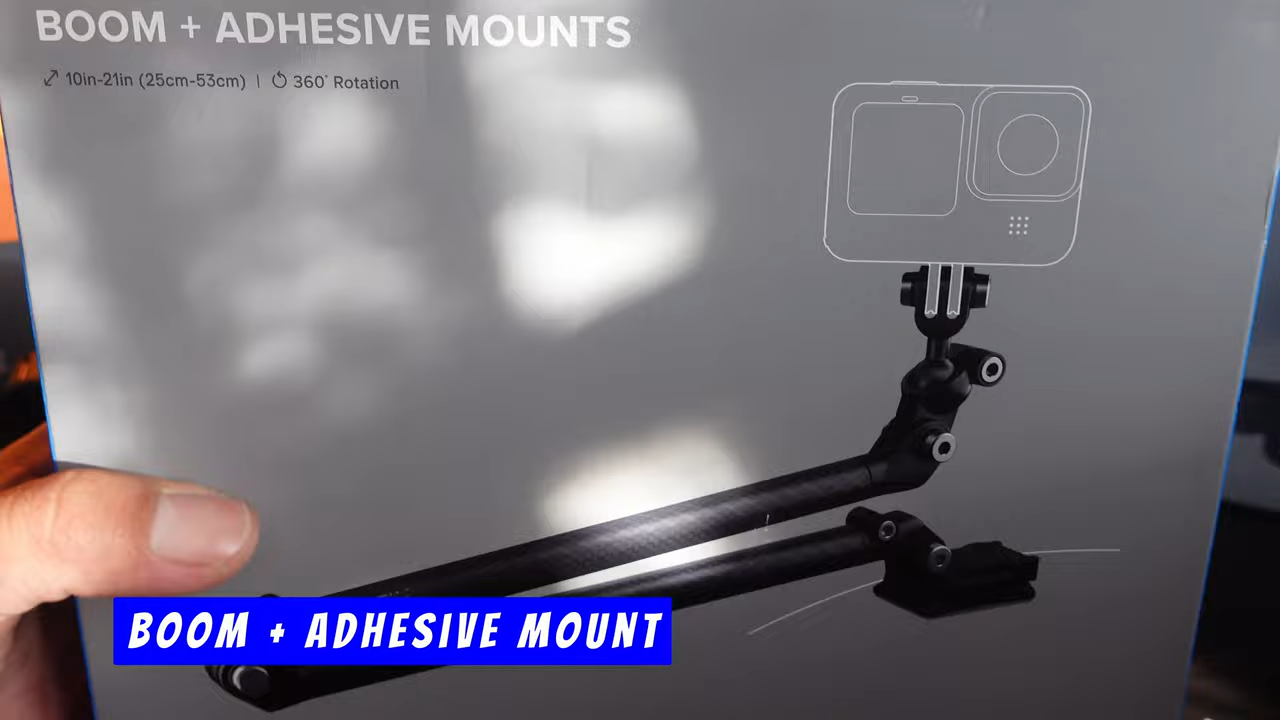 BOOM + ADHESIVE MOUNTS
10in-21in (25cm-53cm) | 360° Rotation
BOOM + ADHESIVE MOUNT